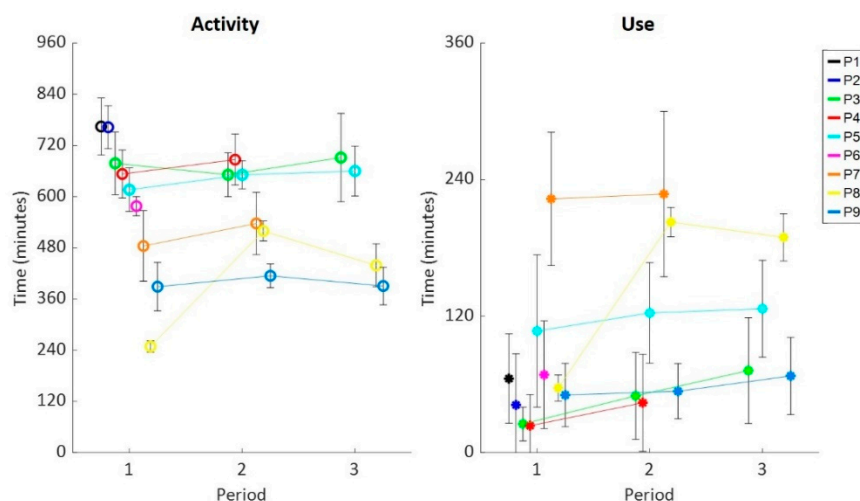 Activity
Time (minutes)
960
840
720
600
480
360
240
120
0
1
2
3
Period
Use
Time (minutes)
360
240
120
0
1
2
3
Period
P1
P2
P3
P4
P5
P6
P7
P8
P9